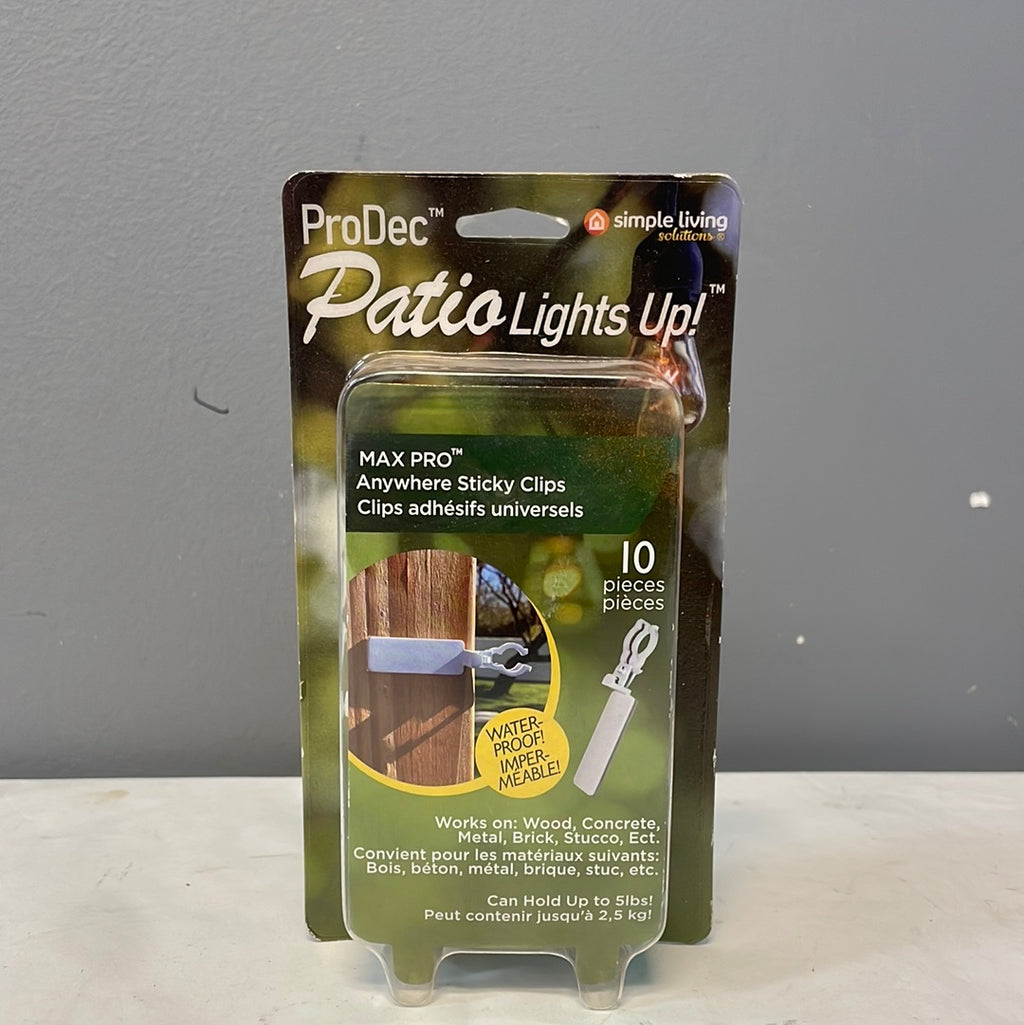 ProDec™
simple living
solutions®
Patio Lights Up!™
MAX PRO™
Anywhere Sticky Clips
Clips adhésifs universels
10
pieces
pièces
WATER-
PROOF!
IMPER-
MÉABLE!
Works on: Wood, Concrete,
Metal, Brick, Stucco, Ect.
Convient pour les matériaux suivants:
Bois, béton, métal, brique, stuc, etc.
Can Hold Up to 5lbs!
Peut contenir jusqu'à 2,5 kg!